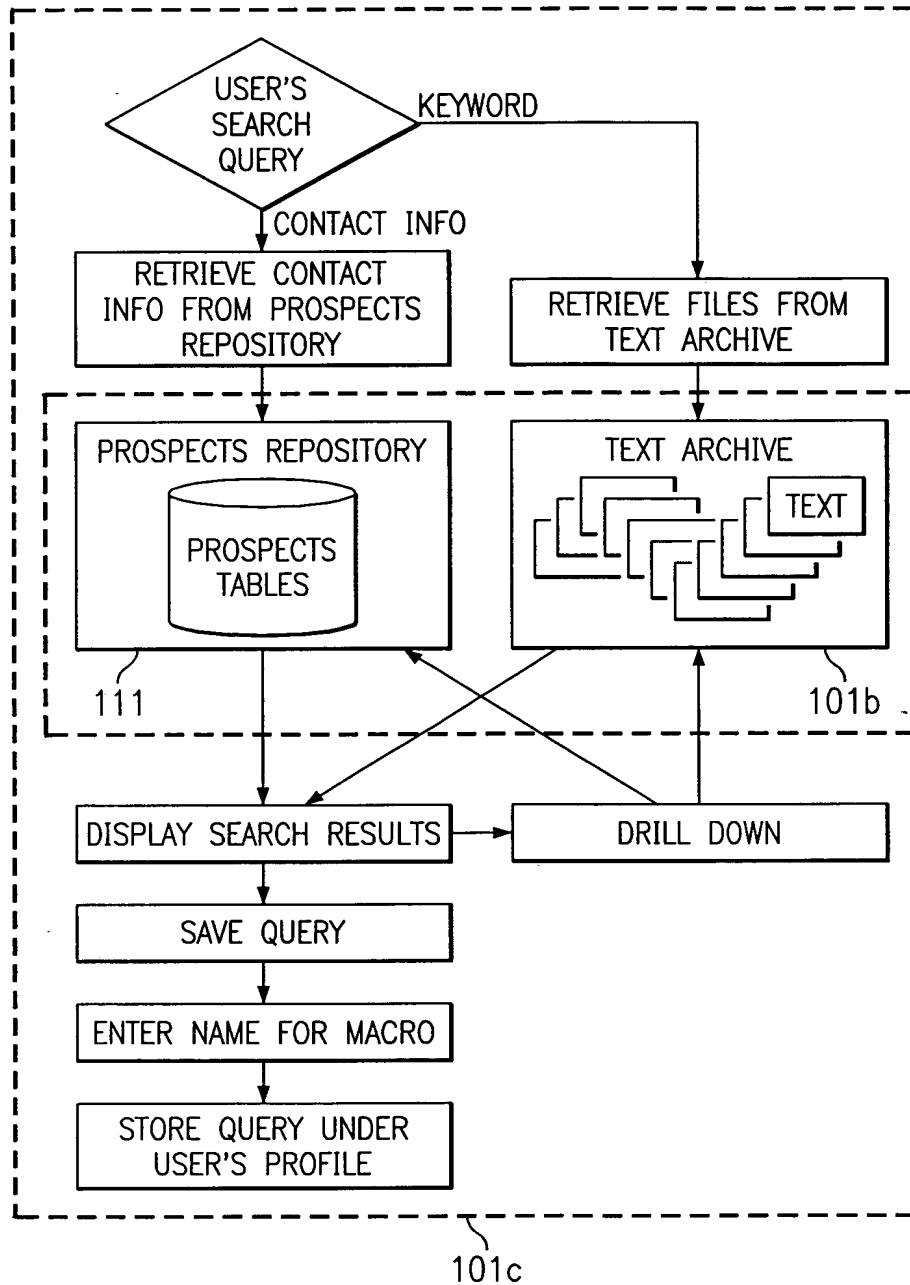 USER'S
SEARCH
QUERY
KEYWORD
CONTACT INFO
RETRIEVE CONTACT
INFO FROM PROSPECTS
REPOSITORY
RETRIEVE FILES FROM
TEXT ARCHIVE
PROSPECTS REPOSITORY
PROSPECTS
TABLES
111
TEXT ARCHIVE
TEXT
101b
DISPLAY SEARCH RESULTS
DRILL DOWN
SAVE QUERY
ENTER NAME FOR MACRO
STORE QUERY UNDER
USER'S PROFILE
101c